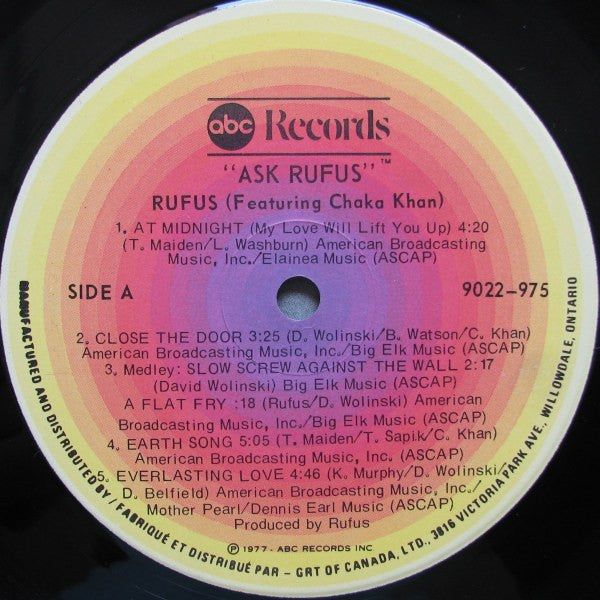 abc Records
"ASK RUFUS"™
RUFUS (Featuring Chaka Khan)
1. AT MIDNIGHT (My Love Will Lift You Up) 4:20
(T. Maiden/L. Washburn) American Broadcasting
Music, Inc./Elainea Music (ASCAP)
SIDE A
9022-975
2. CLOSE THE DOOR 3:25 (D. Wolinski/B. Watson/C. Khan)
American Broadcasting Music, Inc./Big Elk Music (ASCAP)
3. Medley: SLOW SCREW AGAINST THE WALL 2:17
(David Wolinski) Big Elk Music (ASCAP)
A FLAT FRY :18 (Rufus/D. Wolinski) American
Broadcasting Music, Inc./Big Elk Music (ASCAP)
4. EARTH SONG 5:05 (T. Maiden/T. Sapi.k/C. Khan)
American Broadcasting Music, Inc. (ASCAP)
5. EVERLASTING LOVE 4:46 (K. Murphy/D. Wolinski/
D. Belfield) American Broadcasting Music, Inc./
Mother Pearl/Dennis Earl Music (ASCAP)
Produced by Rufus
℗ 1977 - ABC RECORDS INC
MANUFACTURED AND DISTRIBUTED BY / FABRIQUÉ ET DISTRIBUÉ PAR - GRT OF CANADA, LTD., 3816 VICTORIA PARK AVE., WILLOWDALE, ONTARIO